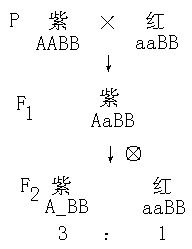 P 紫 × 红
AABB aaBB
↓
F₁ 紫
AaBB
↓ ⊗
F₂ 紫 红
A_BB aaBB
3 : 1